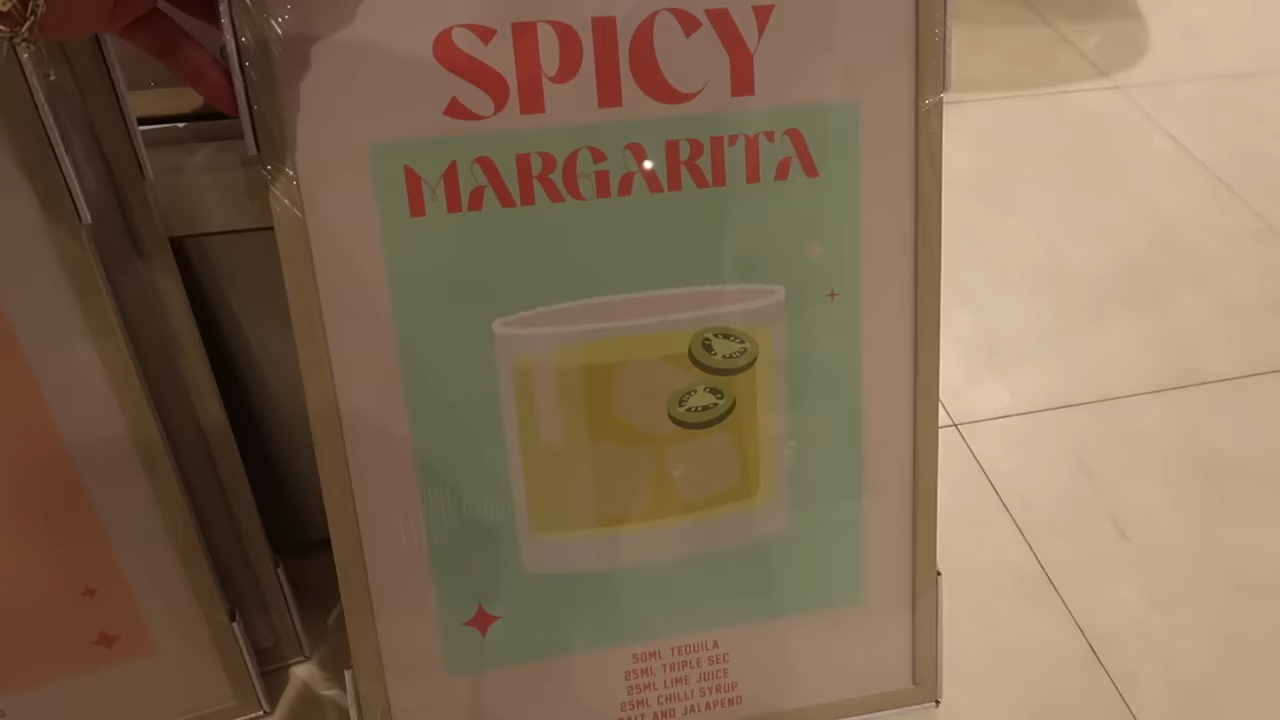 SPICY
MARGARITA
50ML TEQUILA
25ML TRIPLE SEC
25ML LIME JUICE
25ML CHILLI SYRUP
SALT AND JALAPENO